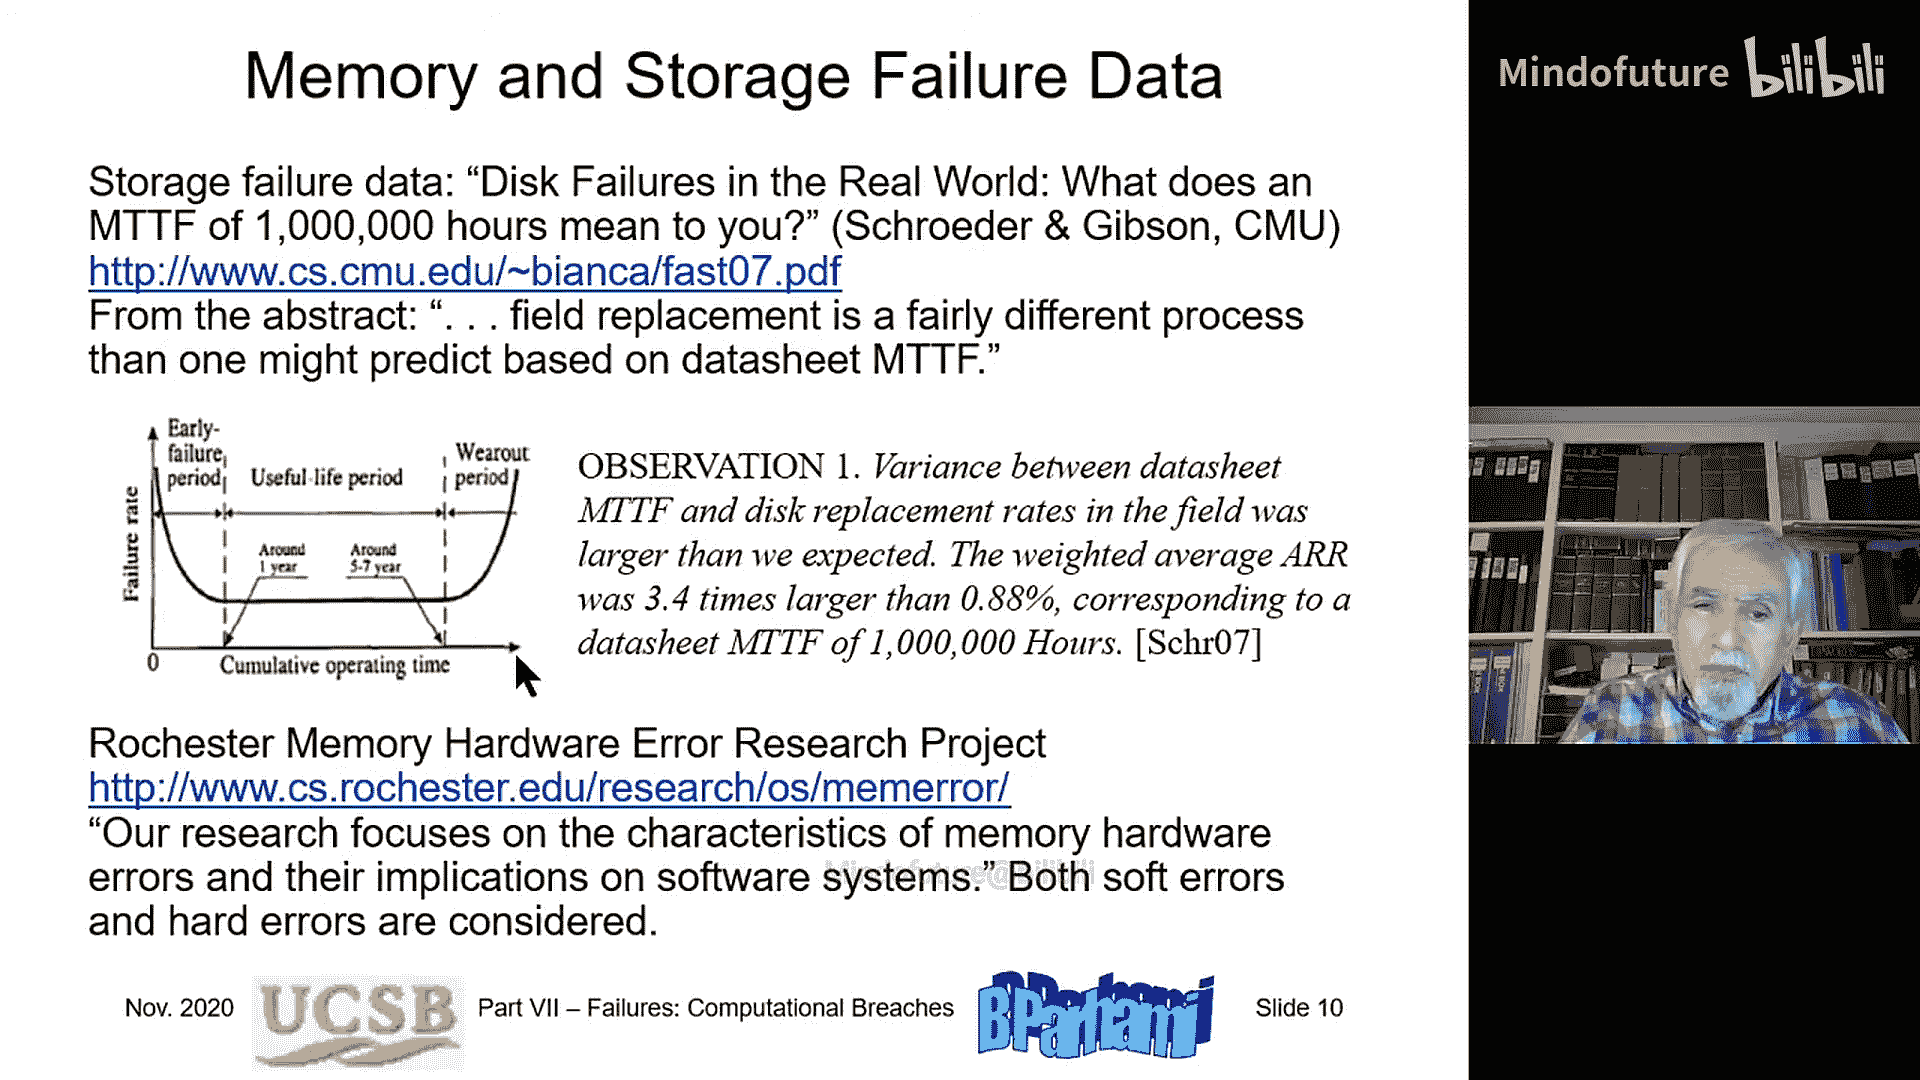 Memory and Storage Failure Data
Mindofuture bilibili
Storage failure data: “Disk Failures in the Real World: What does an
MTTF of 1,000,000 hours mean to you?” (Schroeder & Gibson, CMU)
http://www.cs.cmu.edu/~bianca/fast07.pdf
From the abstract: “. . . field replacement is a fairly different process
than one might predict based on datasheet MTTF.”
Early-
failure
period
Useful-life period
Wearout
period
Failure rate
Around
1 year
Around
5-7 year
0
Cumulative operating time
OBSERVATION 1. Variance between datasheet
MTTF and disk replacement rates in the field was
larger than we expected. The weighted average ARR
was 3.4 times larger than 0.88%, corresponding to a
datasheet MTTF of 1,000,000 Hours. [Schr07]
Rochester Memory Hardware Error Research Project
http://www.cs.rochester.edu/research/os/memerror/
“Our research focuses on the characteristics of memory hardware
errors and their implications on software systems.” Both soft errors
and hard errors are considered.
Mindofuture@bilibili
Nov. 2020
UCSB
Part VII – Failures: Computational Breaches
B Parhami
Slide 10